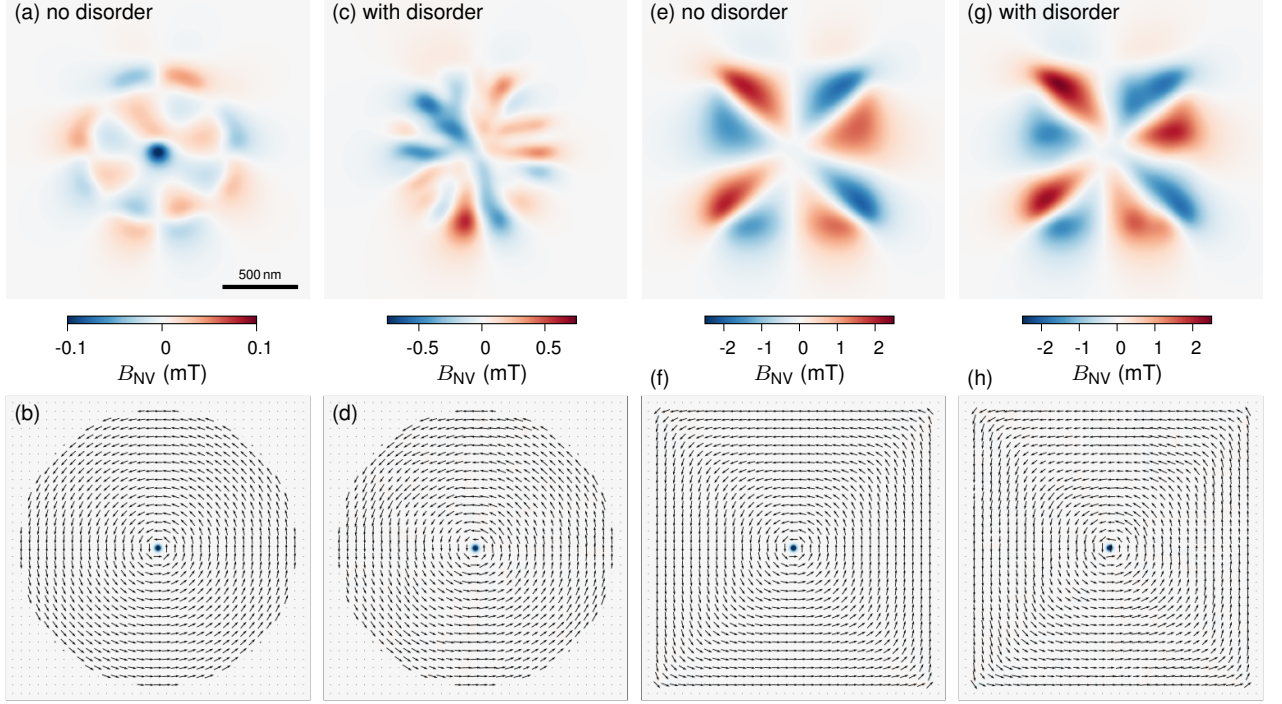 (a) no disorder
(c) with disorder
(e) no disorder
(g) with disorder
500 nm
-0.1 0 0.1
-0.5 0 0.5
-2 -1 0 1 2
-2 -1 0 1 2
B_NV (mT)
B_NV (mT)
B_NV (mT)
B_NV (mT)
(b)
(d)
(f)
(h)